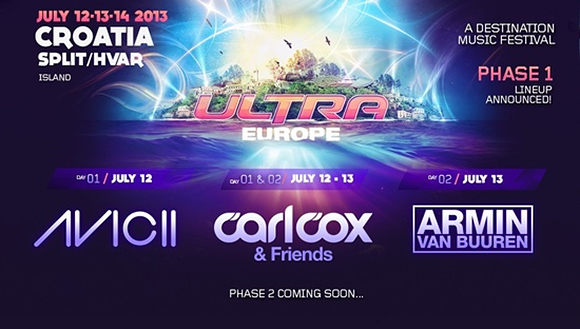 JULY 12-13-14 2013
CROATIA
SPLIT/HVAR
ISLAND
A DESTINATION
MUSIC FESTIVAL
PHASE 1
LINEUP
ANNOUNCED!
ULTRA
EUROPE
DAY 01 / JULY 12
AVICII
DAY 01 & 02 / JULY 12 - 13
Carl Cox
& Friends
DAY 02 / JULY 13
ARMIN
VAN BUUREN
PHASE 2 COMING SOON...